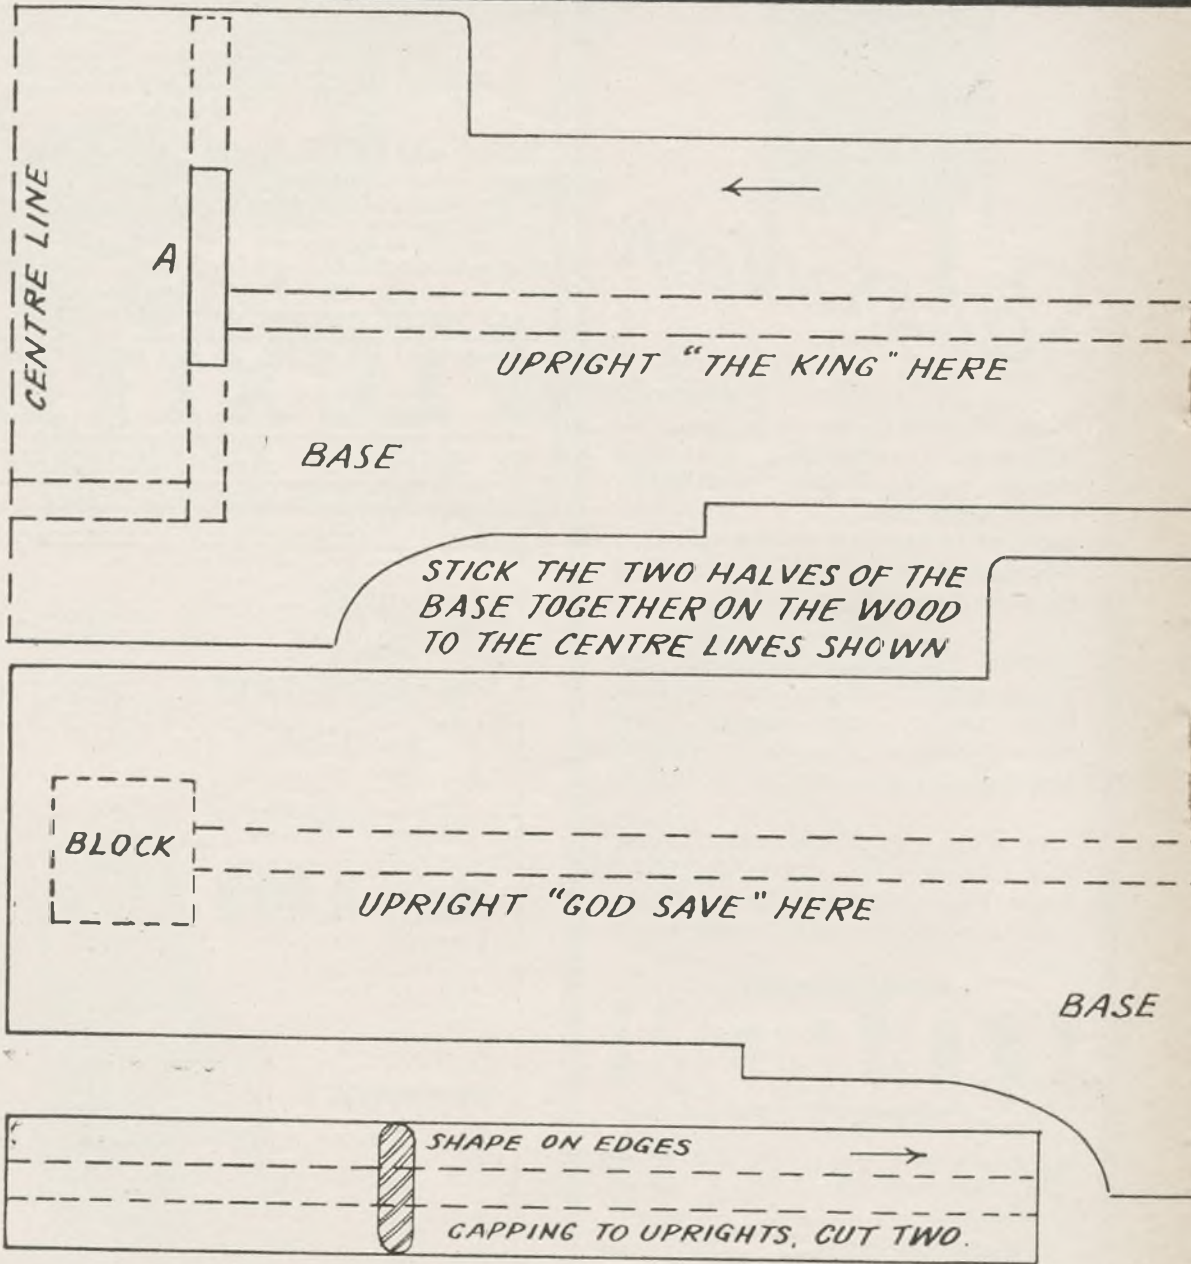 CENTRE LINE
A
UPRIGHT "THE KING" HERE
BASE
STICK THE TWO HALVES OF THE
BASE TOGETHER ON THE WOOD
TO THE CENTRE LINES SHOWN
BLOCK
UPRIGHT "GOD SAVE" HERE
BASE
SHAPE ON EDGES
CAPPING TO UPRIGHTS, CUT TWO.